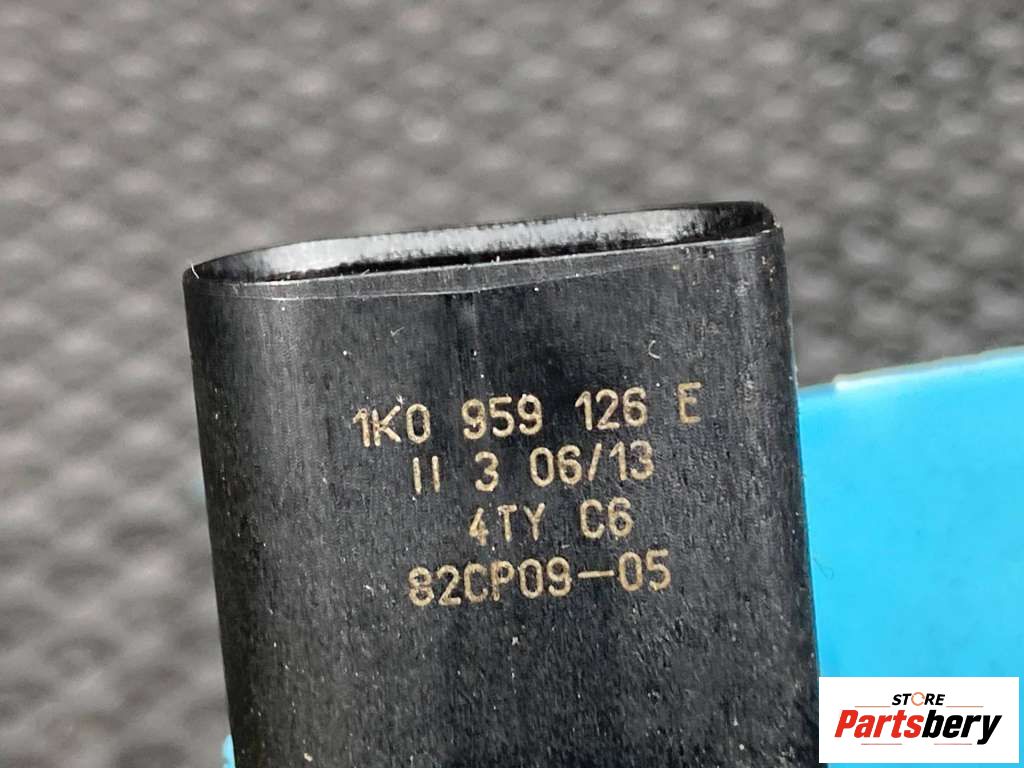 1K0 959 126 E
II 3 06/13
4TY C6
82CP09-05
STORE
Partsbery